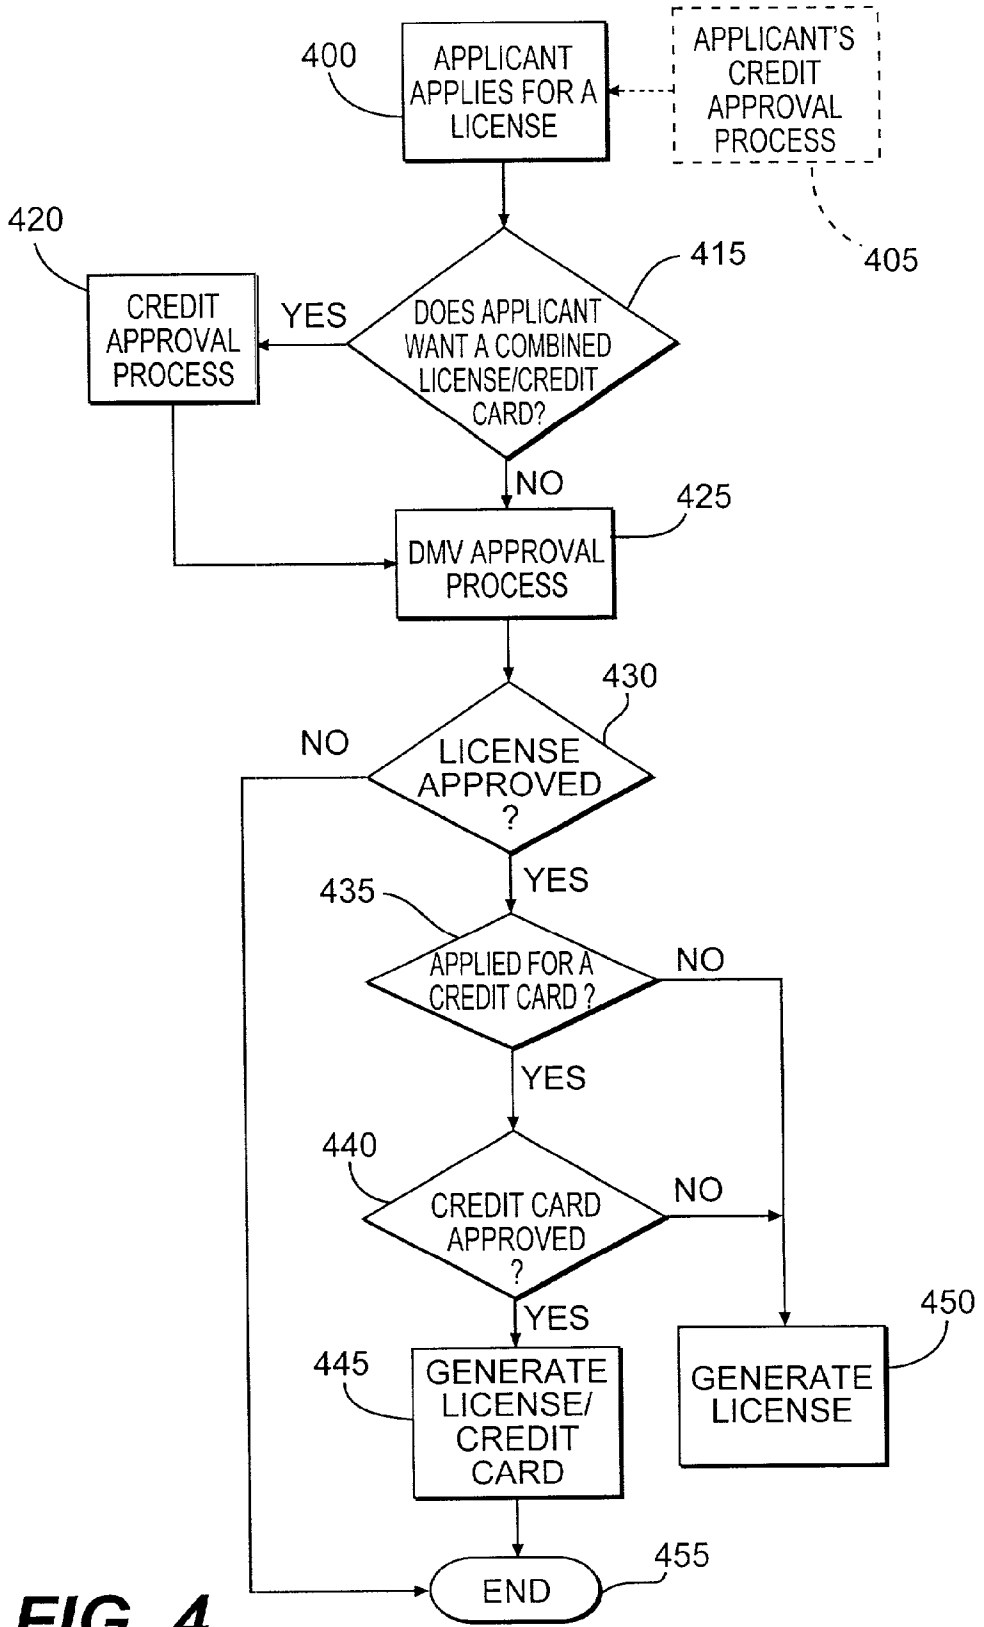 400
APPLICANT
APPLIES FOR A
LICENSE
APPLICANT'S
CREDIT
APPROVAL
PROCESS
405
420
CREDIT
APPROVAL
PROCESS
YES
415
DOES APPLICANT
WANT A COMBINED
LICENSE/CREDIT
CARD?
NO
425
DMV APPROVAL
PROCESS
430
NO
LICENSE
APPROVED
?
YES
435
APPLIED FOR A
CREDIT CARD ?
NO
YES
440
CREDIT CARD
APPROVED
?
NO
YES
445
GENERATE
LICENSE/
CREDIT
CARD
450
GENERATE
LICENSE
END
455
FIG. 4